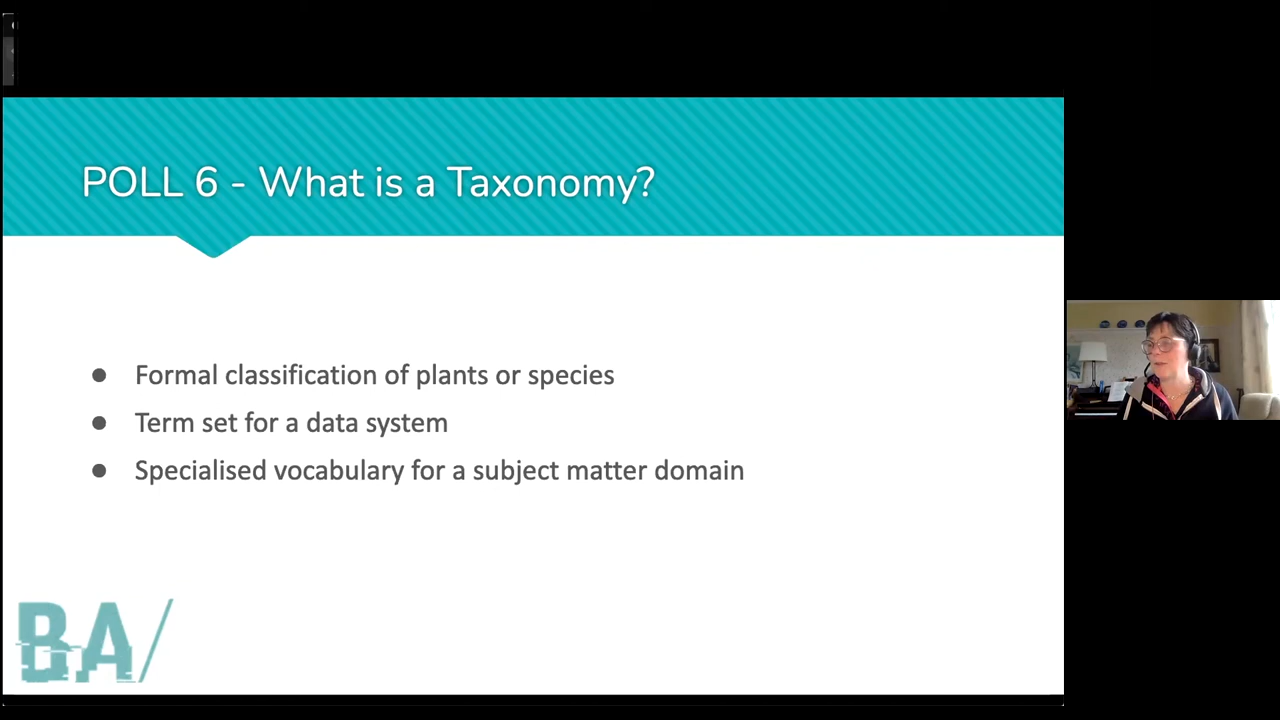 POLL 6 - What is a Taxonomy?
● Formal classification of plants or species
● Term set for a data system
● Specialised vocabulary for a subject matter domain
BA/